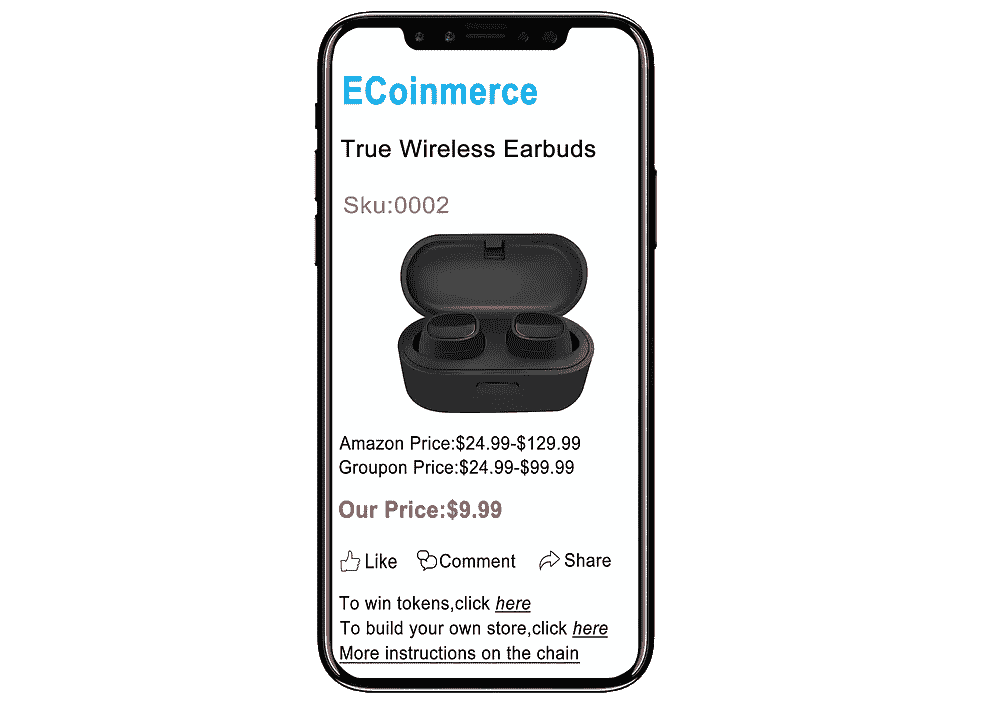 ECoinmerce
True Wireless Earbuds
Sku:0002
Amazon Price:$24.99-$129.99
Groupon Price:$24.99-$99.99
Our Price:$9.99
Like Comment Share
To win tokens,click here
To build your own store,click here
More instructions on the chain